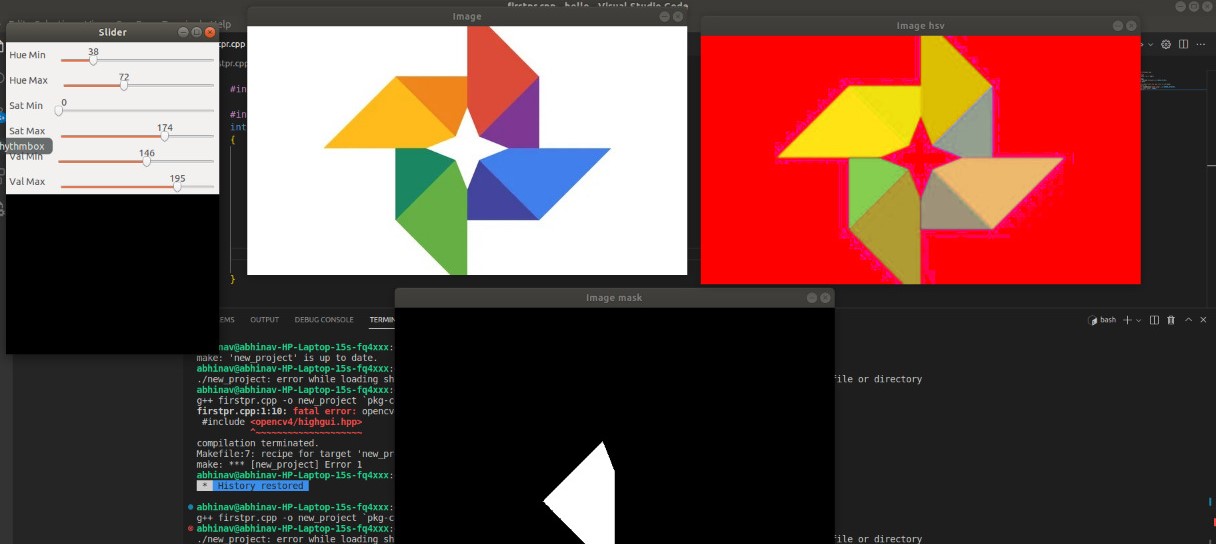 firstpr.cpp - hello - Visual Studio Code
Help
Slider
Hue Min 38
Hue Max 72
Sat Min 0
Sat Max 174
Val Min 146
Val Max 195
hythmbox
Image
Image hsv
Image mask
pr.cpp
stpr.cpp
#in
#in
int
{
}
EMS OUTPUT DEBUG CONSOLE TERMIN
bash
abhinav@abhinav-HP-Laptop-15s-fq4xxx:
make: 'new_project' is up to date.
abhinav@abhinav-HP-Laptop-15s-fq4xxx:
./new_project: error while loading sh
file or directory
abhinav@abhinav-HP-Laptop-15s-fq4xxx:
g++ firstpr.cpp -o new_project `pkg-c
firstpr.cpp:1:10: fatal error: opencv
#include <opencv4/highgui.hpp>
^~~~~~~~~~~~~~~~~~~~~
compilation terminated.
Makefile:7: recipe for target 'new_pr
make: *** [new_project] Error 1
abhinav@abhinav-HP-Laptop-15s-fq4xxx:
* History restored
abhinav@abhinav-HP-Laptop-15s-fq4xxx:
g++ firstpr.cpp -o new_project `pkg-c
abhinav@abhinav-HP-Laptop-15s-fq4xxx:
./new_project: error while loading sh
file or directory